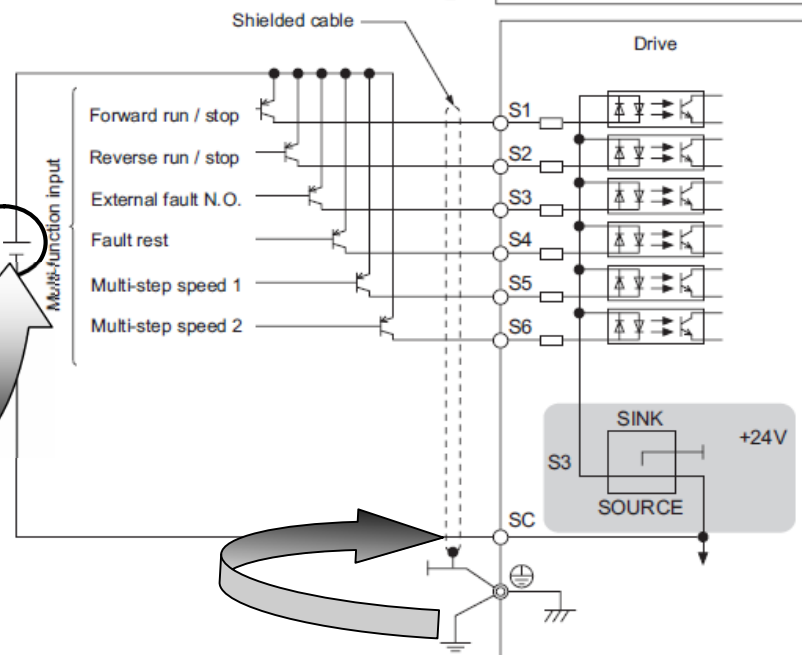 Shielded cable
Drive
Multi-function input
Forward run / stop
Reverse run / stop
External fault N.O.
Fault rest
Multi-step speed 1
Multi-step speed 2
S1
S2
S3
S4
S5
S6
SINK
+24V
S3
SOURCE
SC